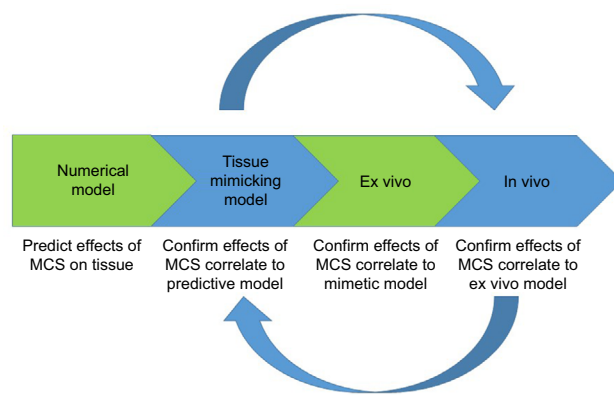 Numerical
model
Tissue
mimicking
model
Ex vivo
In vivo
Predict effects of
MCS on tissue
Confirm effects of
MCS correlate to
predictive model
Confirm effects of
MCS correlate to
mimetic model
Confirm effects of
MCS correlate to
ex vivo model